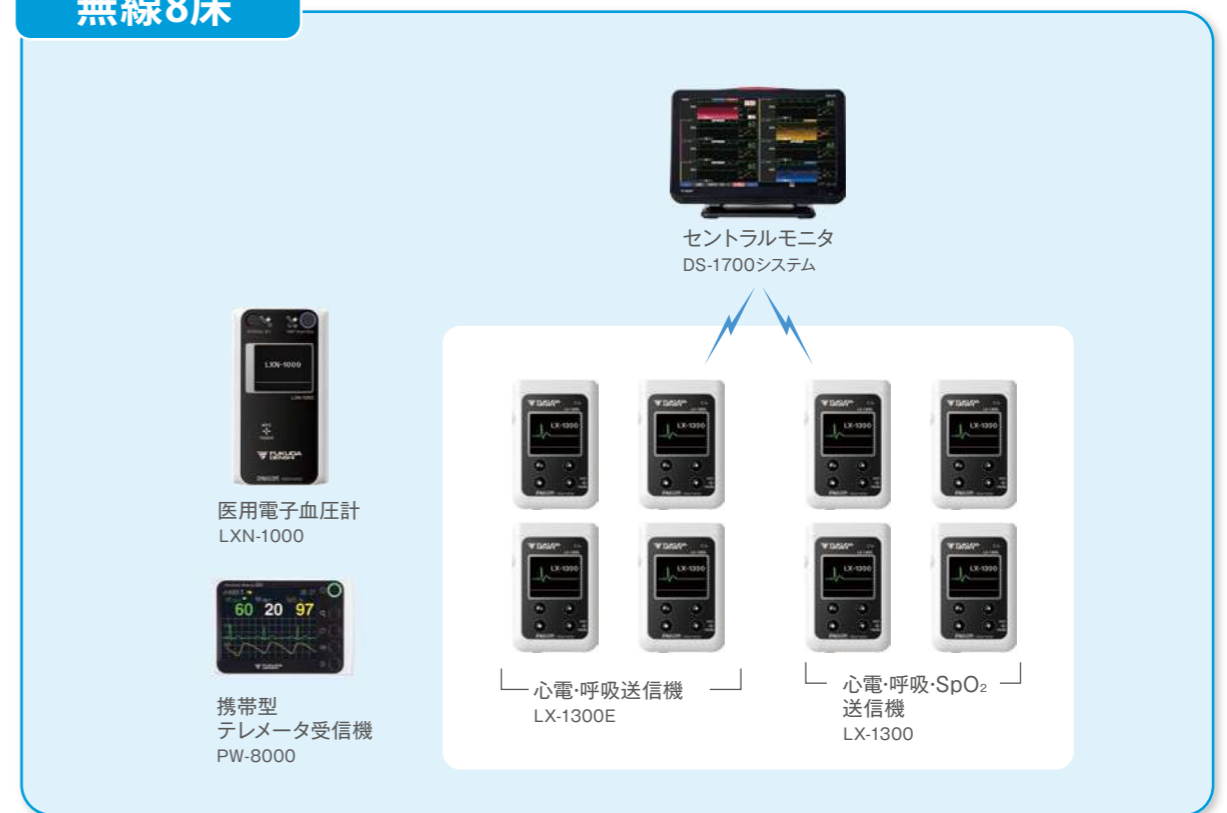 無線8床
セントラルモニタ
DS-1700システム
LXN-1000
FUKUDA
DENSHI
医用電子血圧計
LXN-1000
60 20 97
携帯型
テレメータ受信機
PW-8000
LX-1300
LX-1300
LX-1300
LX-1300
LX-1300
LX-1300
LX-1300
LX-1300
心電・呼吸送信機
LX-1300E
心電・呼吸・SpO₂
送信機
LX-1300